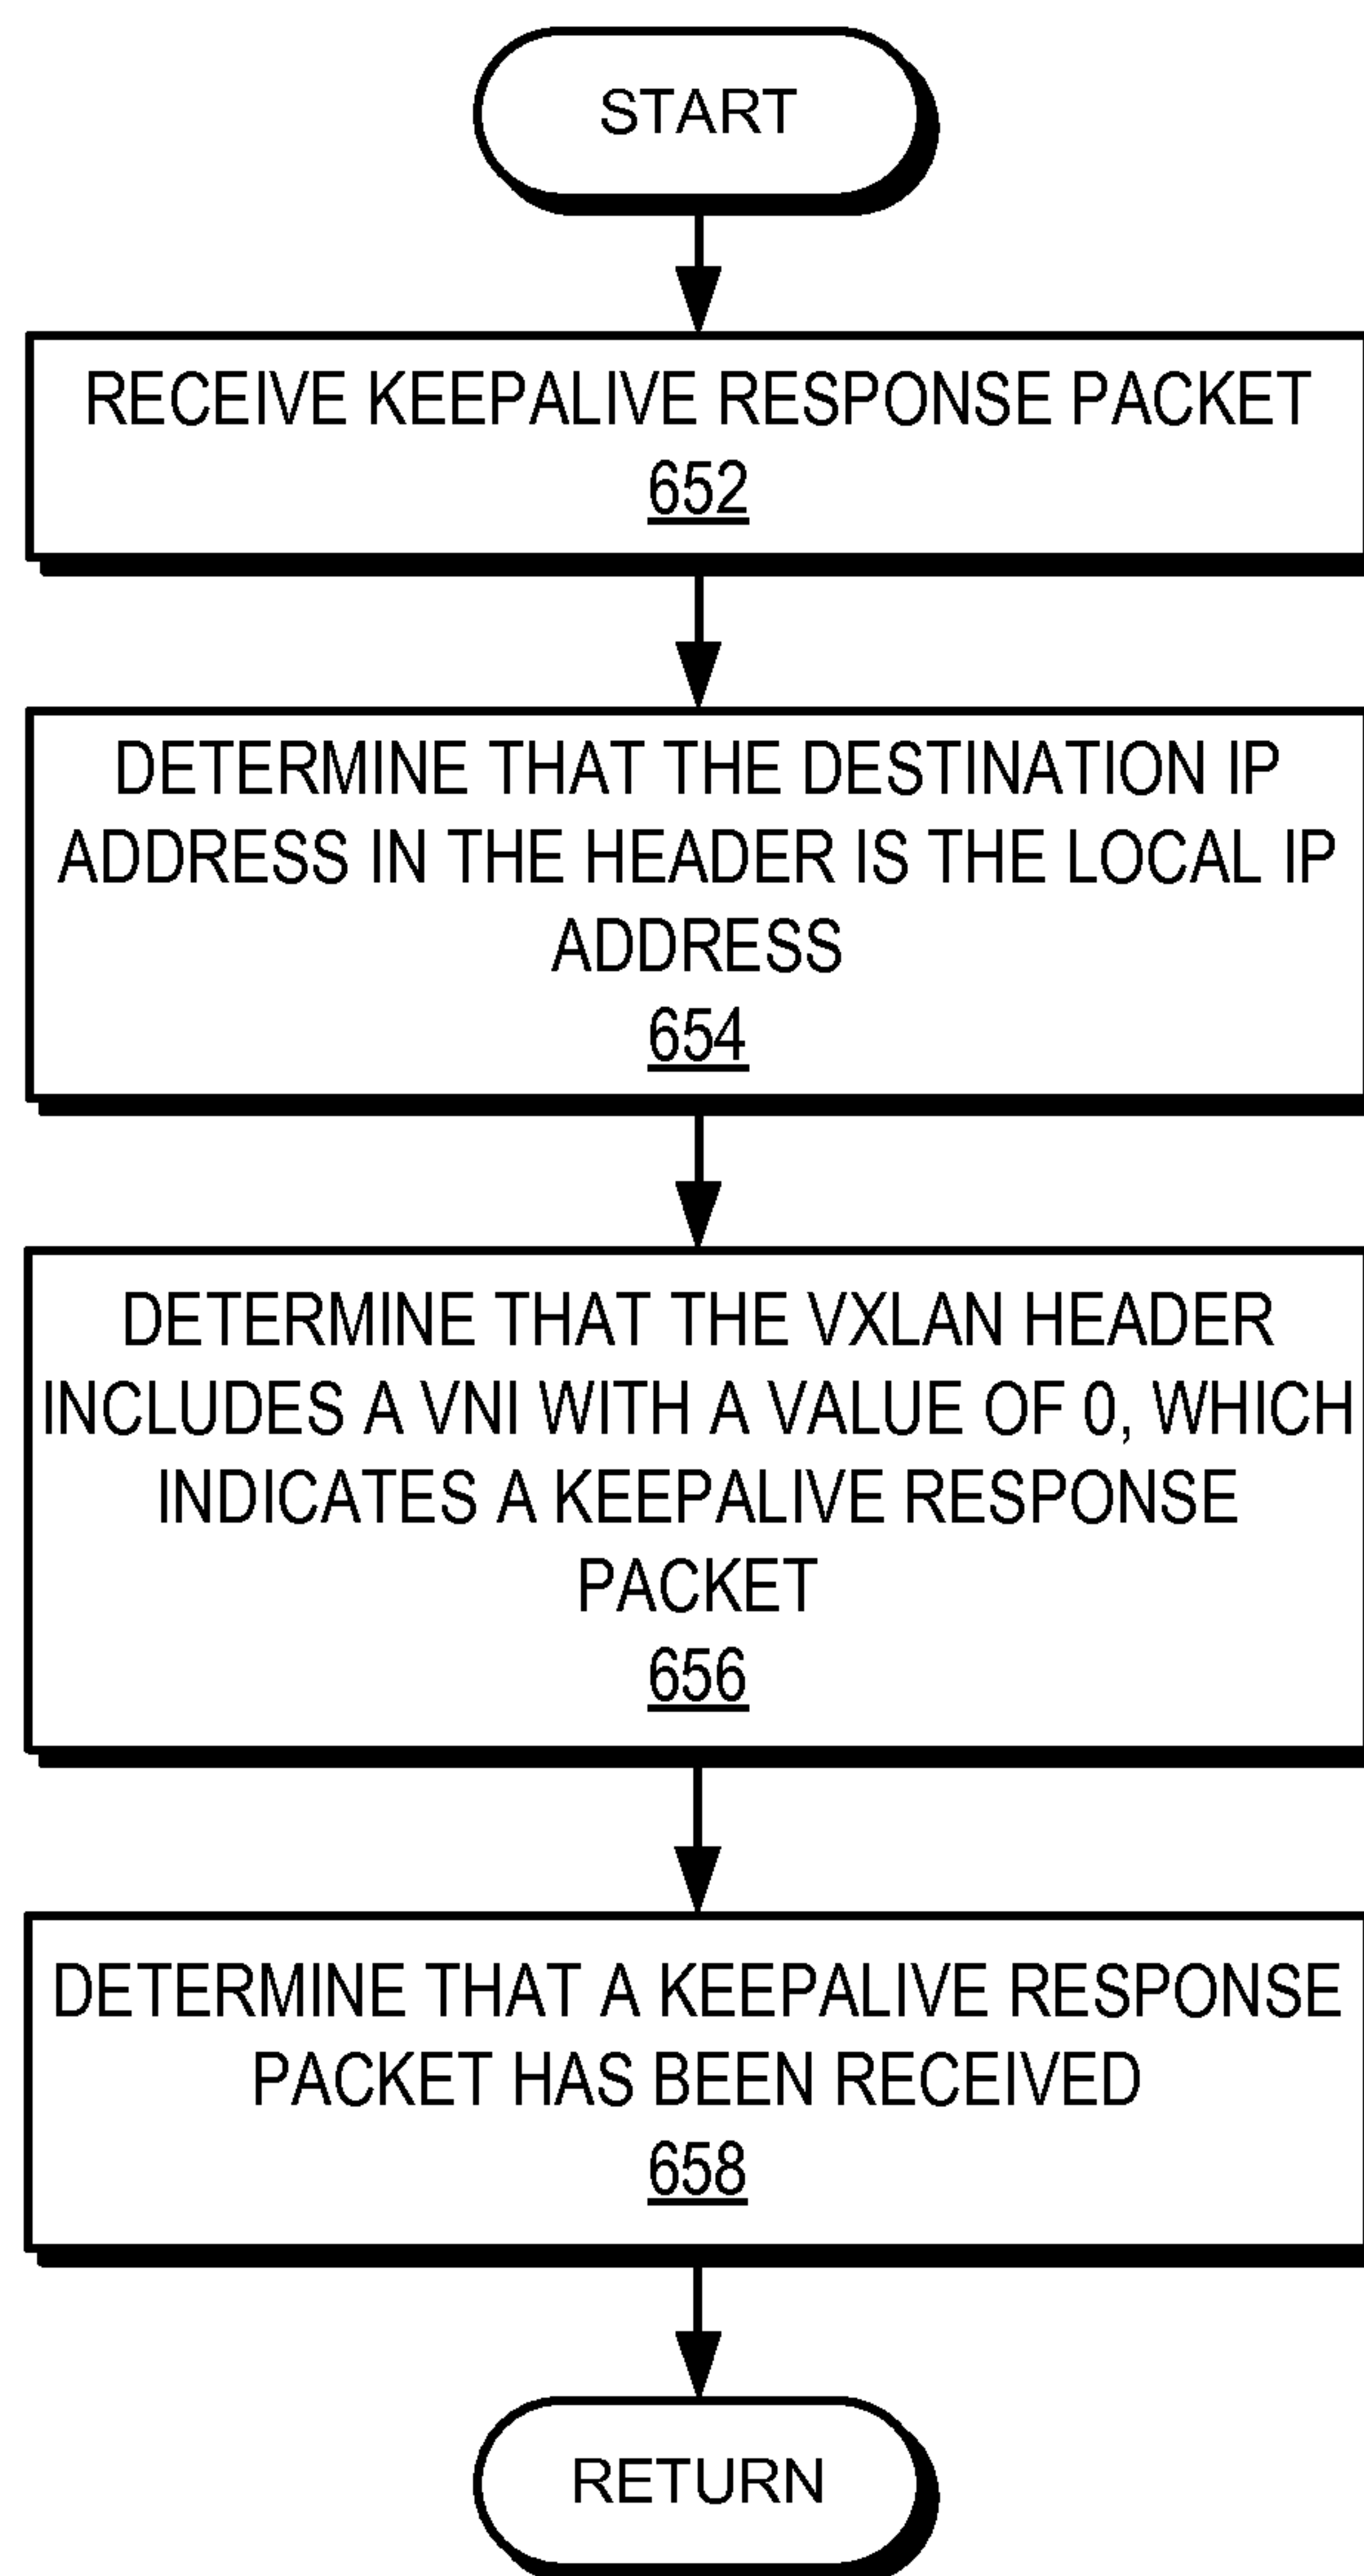 START
RECEIVE KEEPALIVE RESPONSE PACKET
652
DETERMINE THAT THE DESTINATION IP
ADDRESS IN THE HEADER IS THE LOCAL IP
ADDRESS
654
DETERMINE THAT THE VXLAN HEADER
INCLUDES A VNI WITH A VALUE OF 0, WHICH
INDICATES A KEEPALIVE RESPONSE
PACKET
656
DETERMINE THAT A KEEPALIVE RESPONSE
PACKET HAS BEEN RECEIVED
658
RETURN